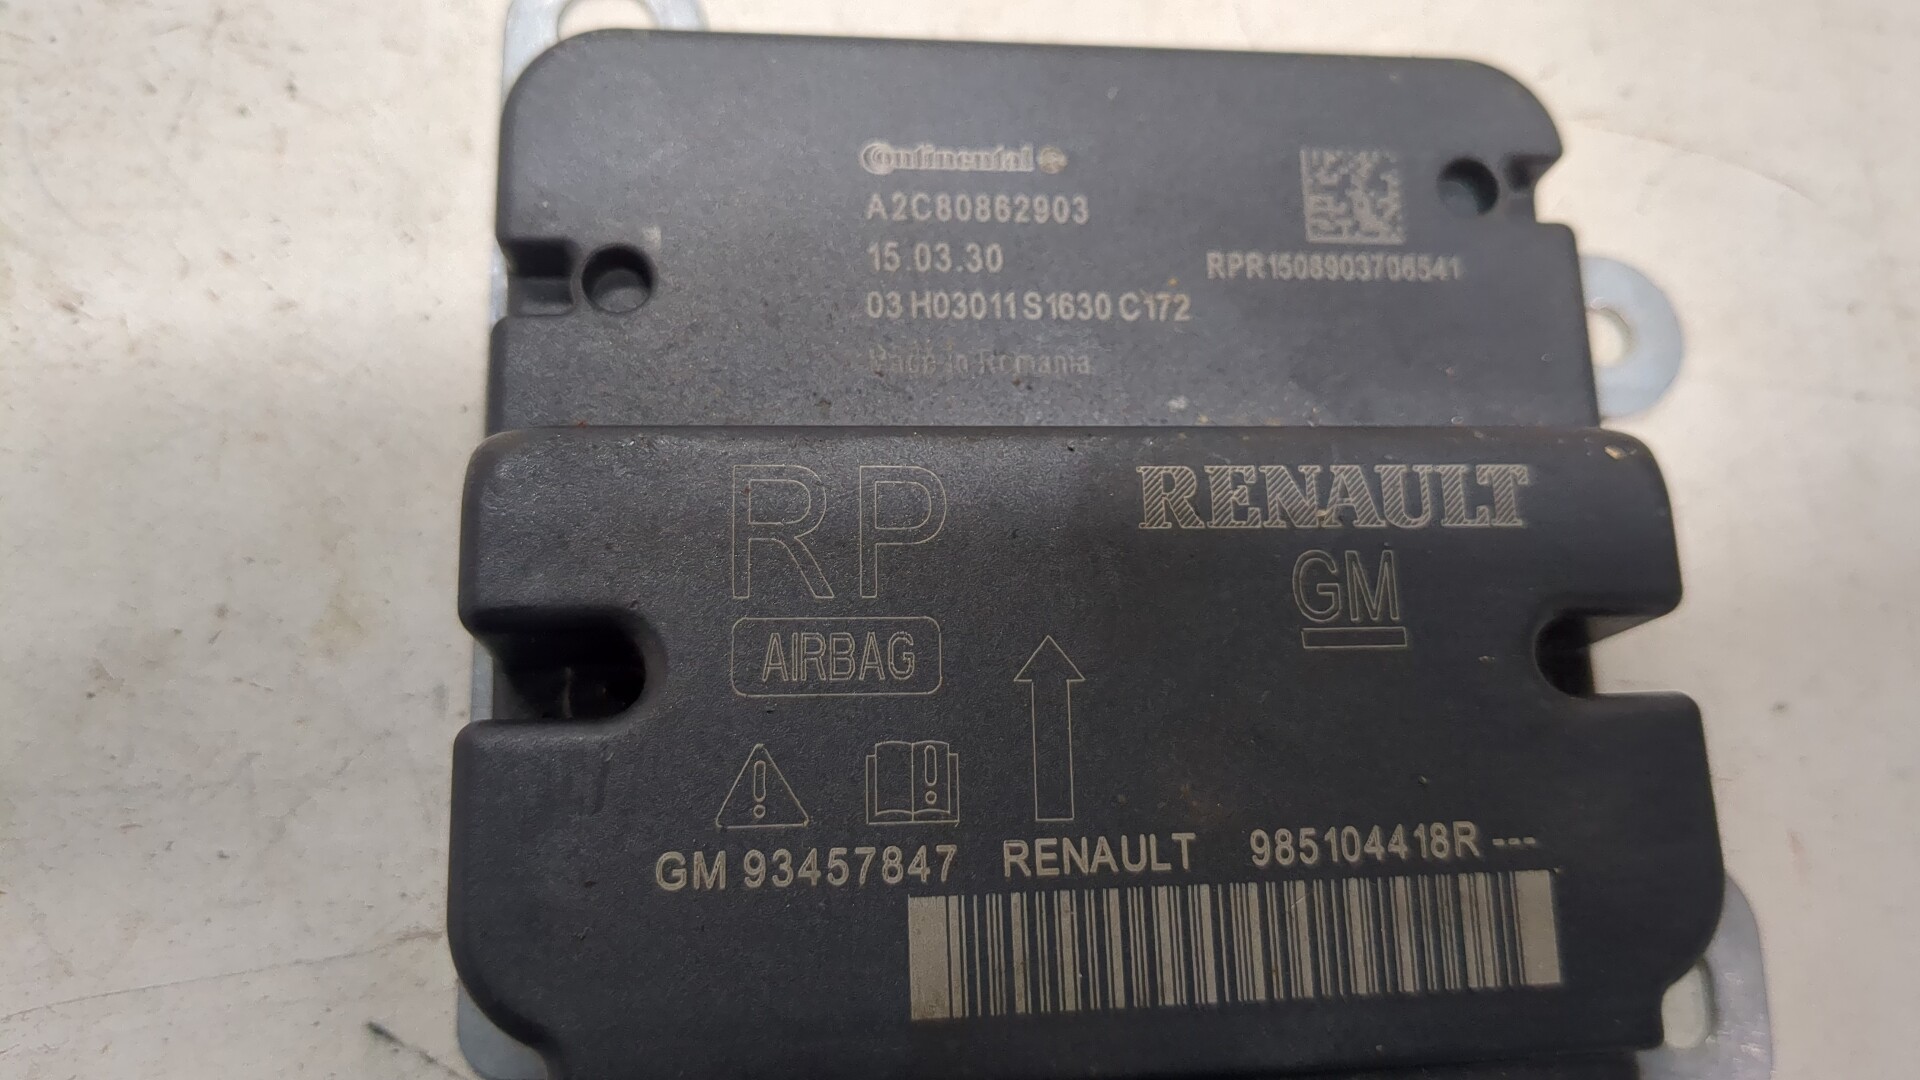 Continental
A2C80862903
15.03.30
RPR1508903706541
03 H03011 S1630 C172
Made in Romania
RP
RENAULT
GM
AIRBAG
GM 93457847 RENAULT 985104418R ---